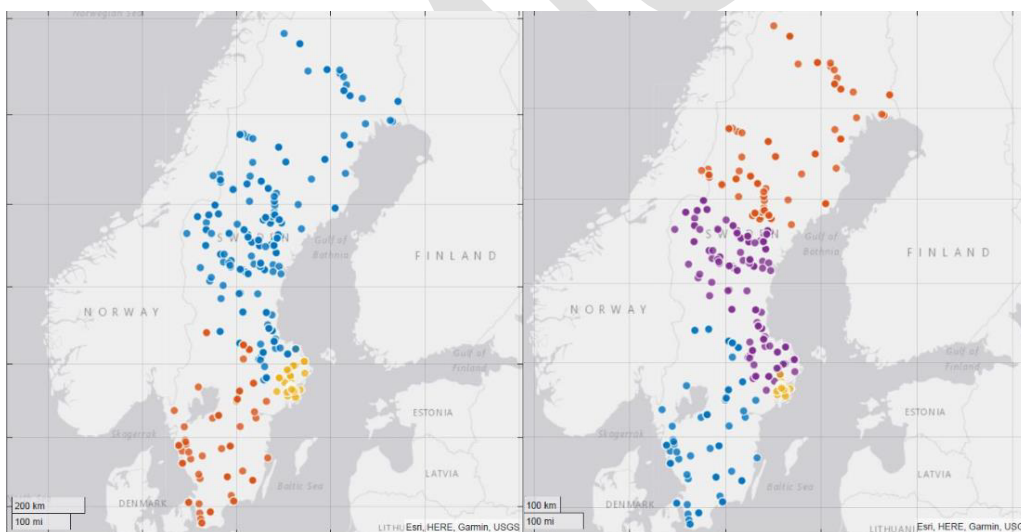 Norwegian Sea
SWEDEN
Gulf of
Bothnia
FINLAND
NORWAY
Gulf of
Finland
ESTONIA
Skagerrak
LATVIA
Baltic Sea
DENMARK
200 km
100 mi
LITHU
Esri, HERE, Garmin, USGS
SWEDEN
Gulf of
Bothnia
FINLAND
NORWAY
Gulf of
Finland
ESTONIA
Skagerrak
LATVIA
Baltic Sea
DENMARK
100 km
100 mi
LITHUA
Esri, HERE, Garmin, USG